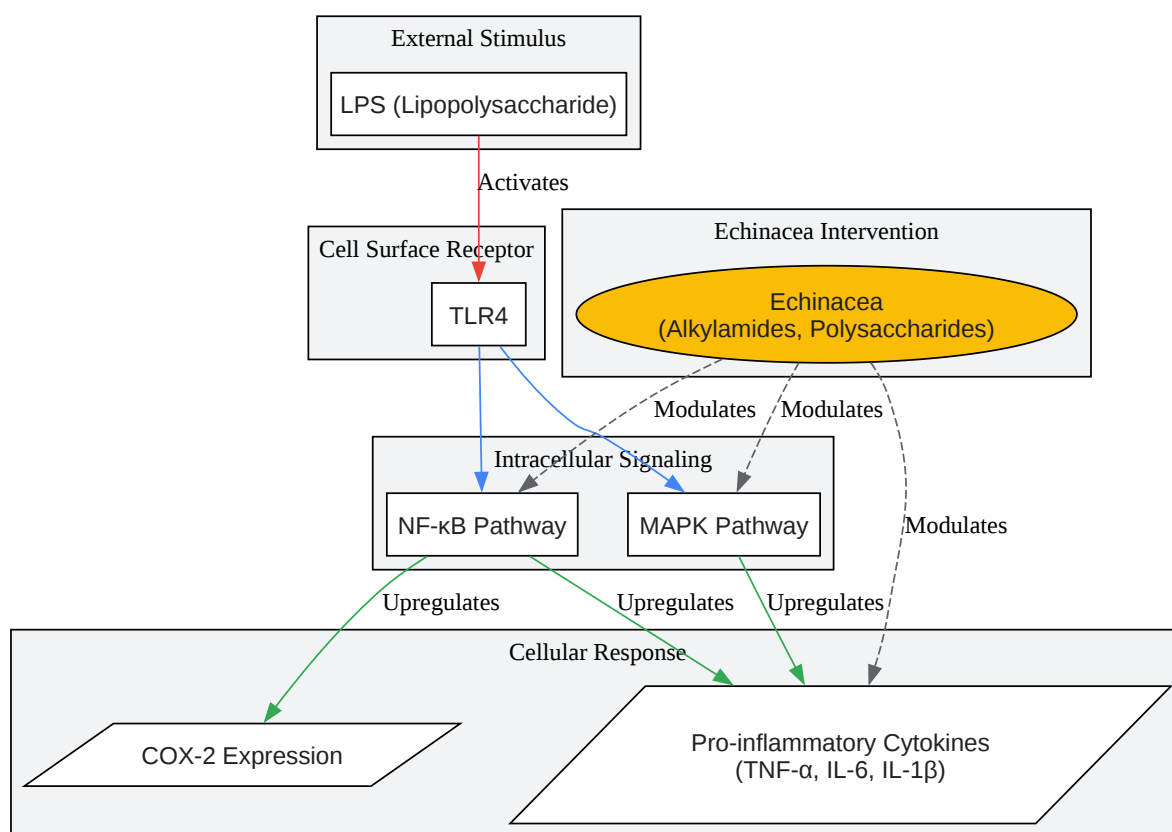 External Stimulus
LPS (Lipopolysaccharide)
Activates
Cell Surface Receptor
Echinacea Intervention
TLR4
Echinacea
(Alkylamides, Polysaccharides)
Modulates
Modulates
Intracellular Signaling
NF-κB Pathway
MAPK Pathway
Modulates
Upregulates
Upregulates
Upregulates
Cellular Response
COX-2 Expression
Pro-inflammatory Cytokines
(TNF-α, IL-6, IL-1β)